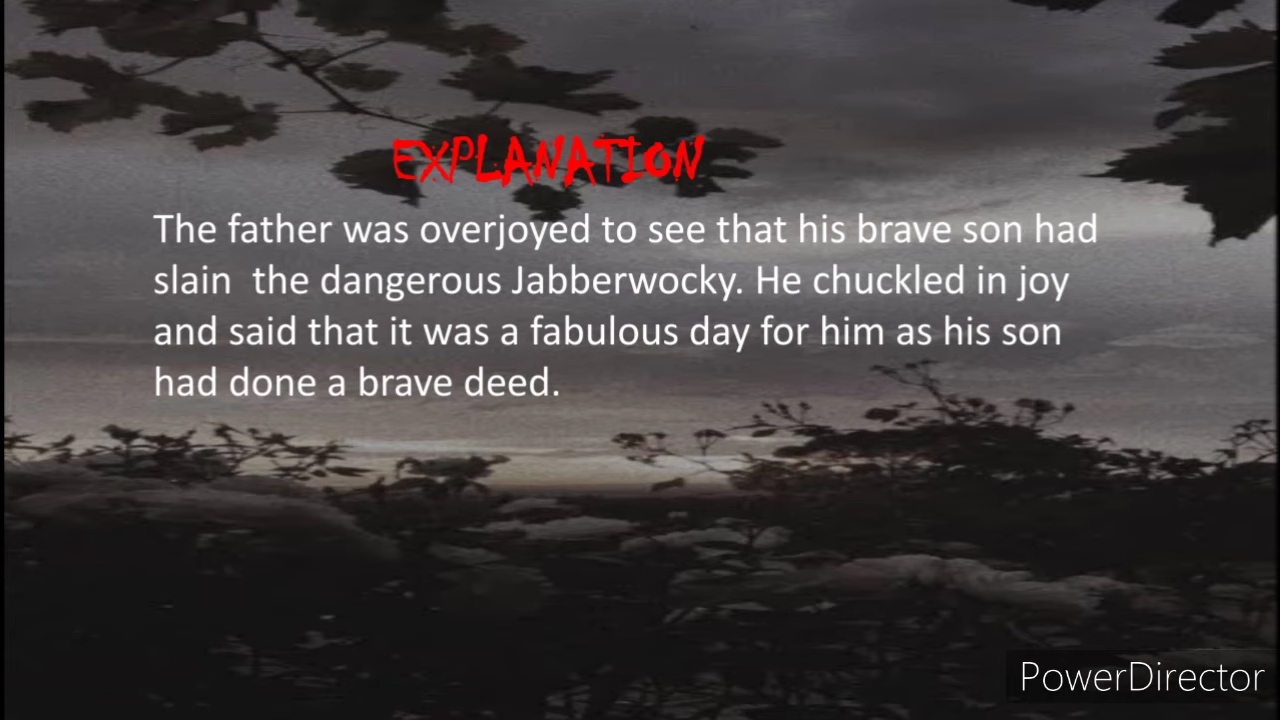 EXPLANATION
The father was overjoyed to see that his brave son had
slain  the dangerous Jabberwocky. He chuckled in joy
and said that it was a fabulous day for him as his son
had done a brave deed.
PowerDirector